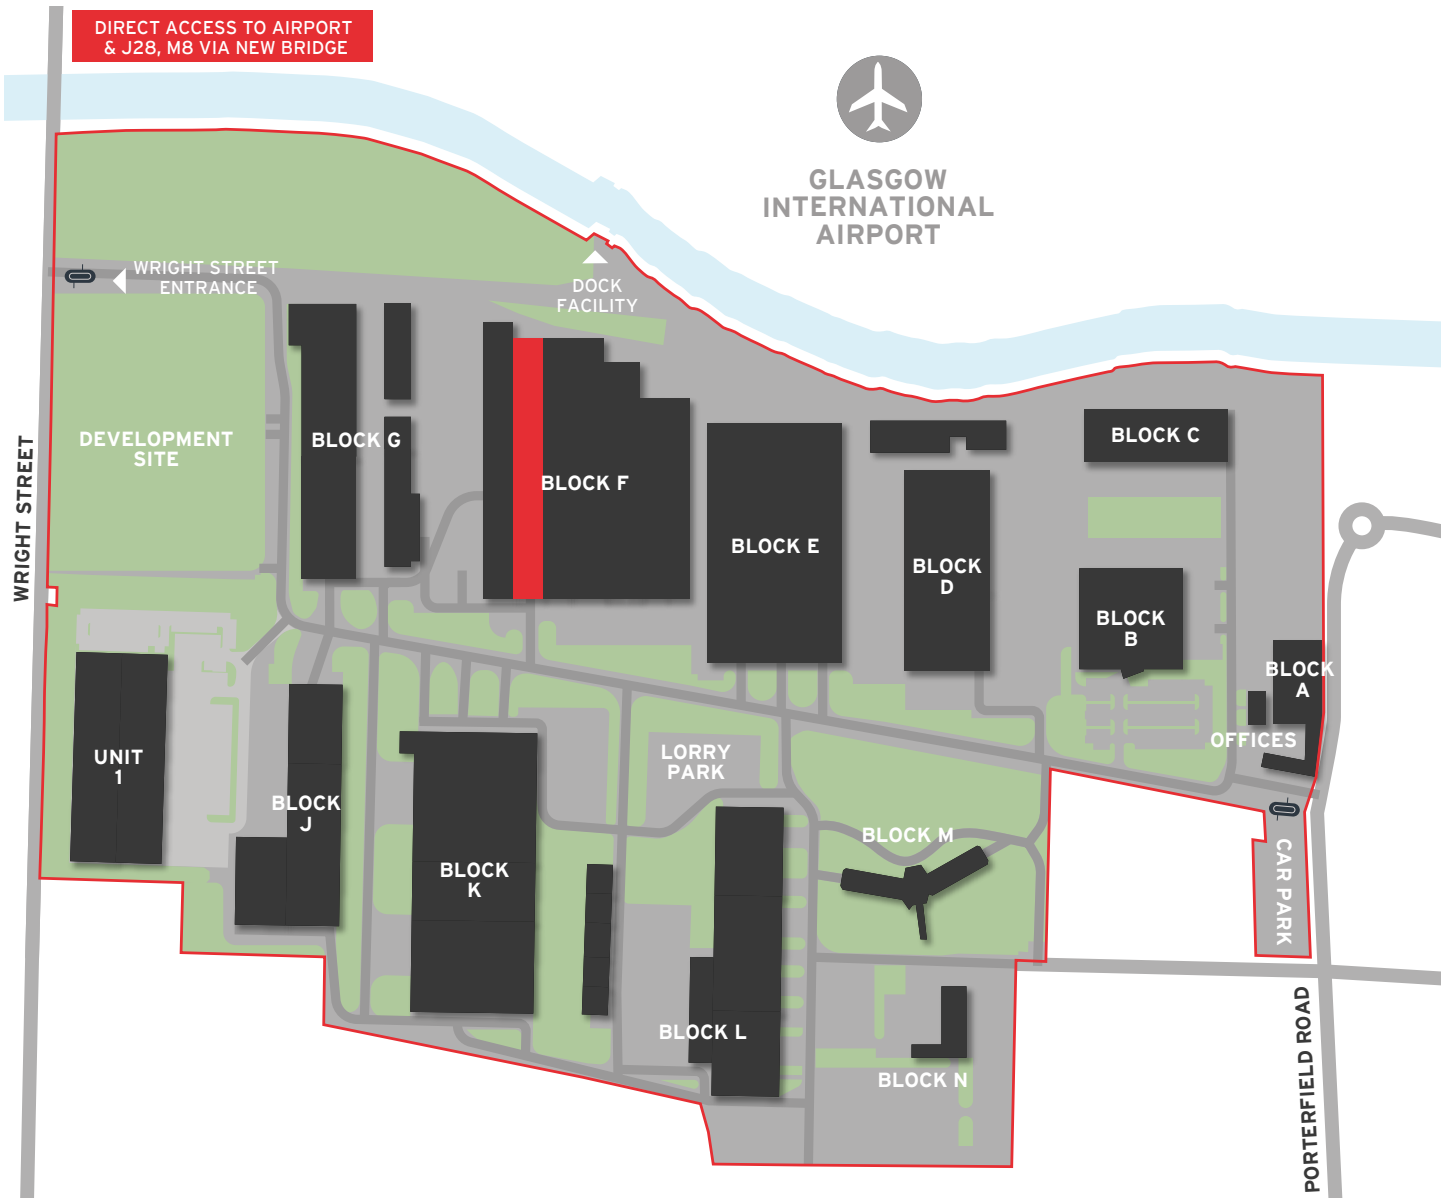 DIRECT ACCESS TO AIRPORT
& J28, M8 VIA NEW BRIDGE
GLASGOW
INTERNATIONAL
AIRPORT
WRIGHT STREET
ENTRANCE
DOCK
FACILITY
DEVELOPMENT
SITE
BLOCK G
BLOCK F
BLOCK E
BLOCK
D
BLOCK C
BLOCK
B
BLOCK
A
OFFICES
WRIGHT STREET
UNIT
1
BLOCK
J
BLOCK
K
LORRY
PARK
BLOCK M
BLOCK L
BLOCK N
CAR PARK
PORTERFIELD ROAD